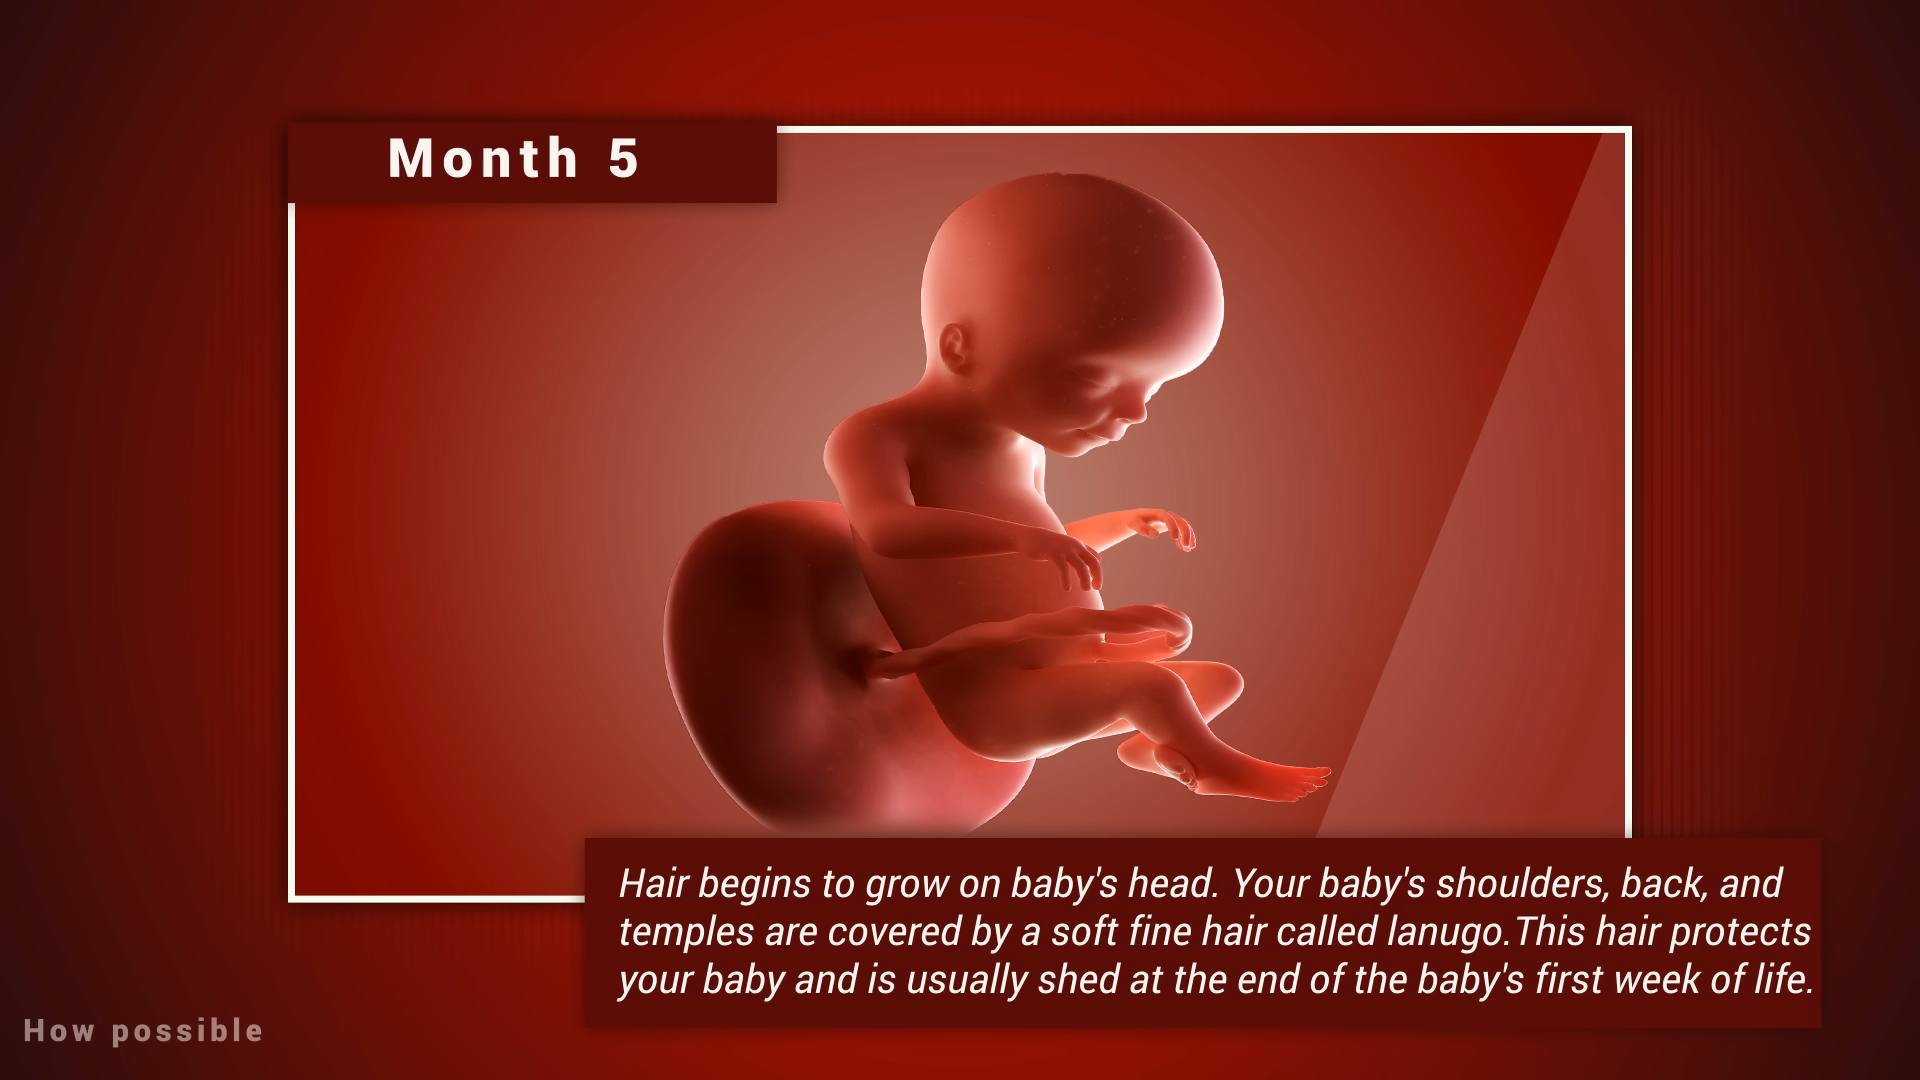 Month 5
Hair begins to grow on baby's head. Your baby's shoulders, back, and
temples are covered by a soft fine hair called lanugo.This hair protects
your baby and is usually shed at the end of the baby's first week of life.
How possible